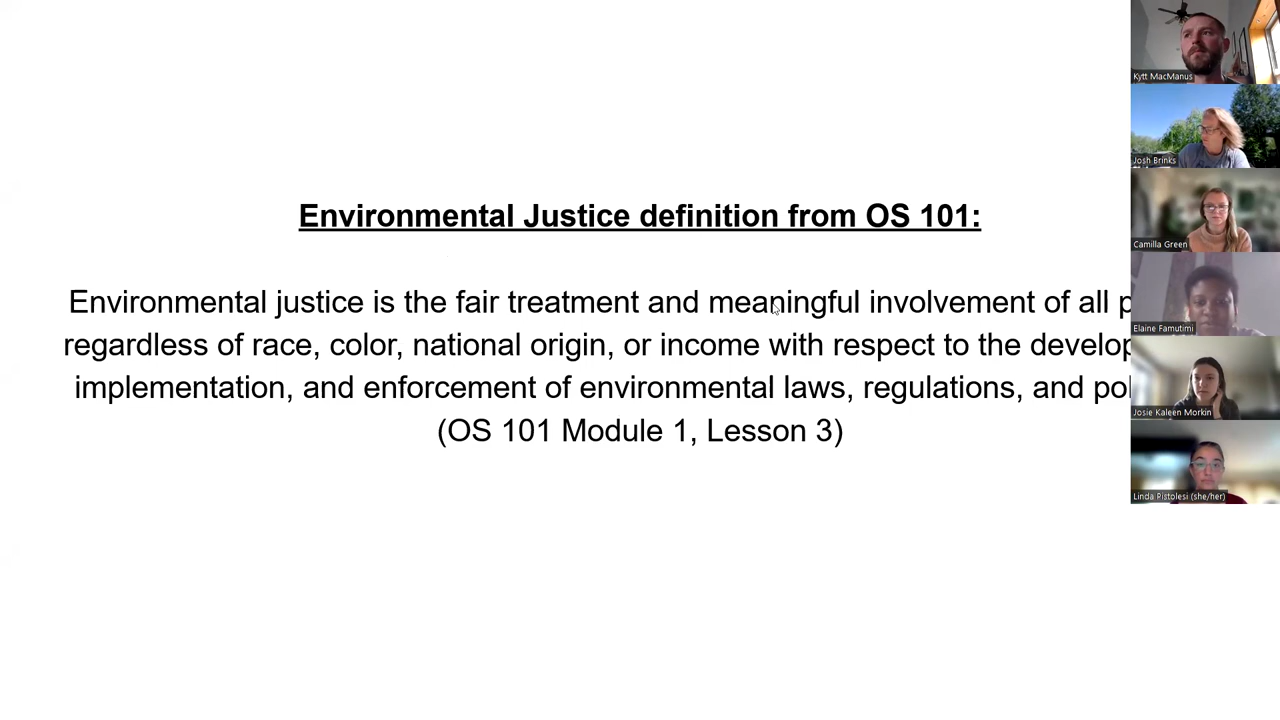 Environmental Justice definition from OS 101:
Environmental justice is the fair treatment and meaningful involvement of all p
regardless of race, color, national origin, or income with respect to the develop
implementation, and enforcement of environmental laws, regulations, and pol
(OS 101 Module 1, Lesson 3)
Kytt MacManus
Josh Brinks
Camilla Green
Elaine Famutimi
Josie Kaleen Morkin
Linda Pistolesi (she/her)